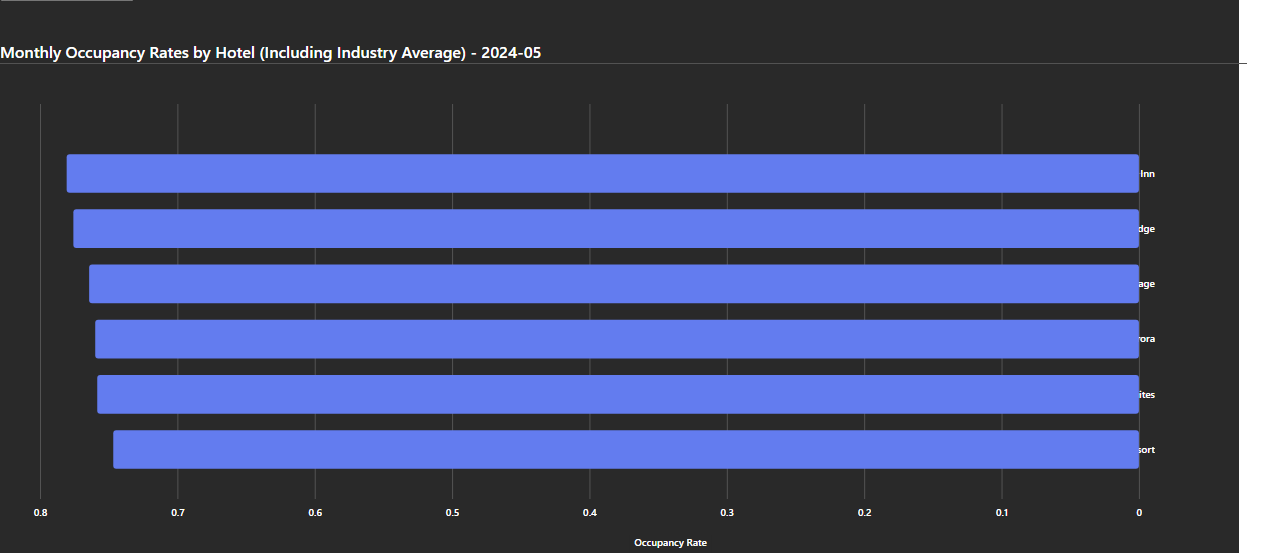 Monthly Occupancy Rates by Hotel (Including Industry Average) - 2024-05
Inn
dge
age
ora
ites
sort
0.8 0.7 0.6 0.5 0.4 0.3 0.2 0.1 0
Occupancy Rate